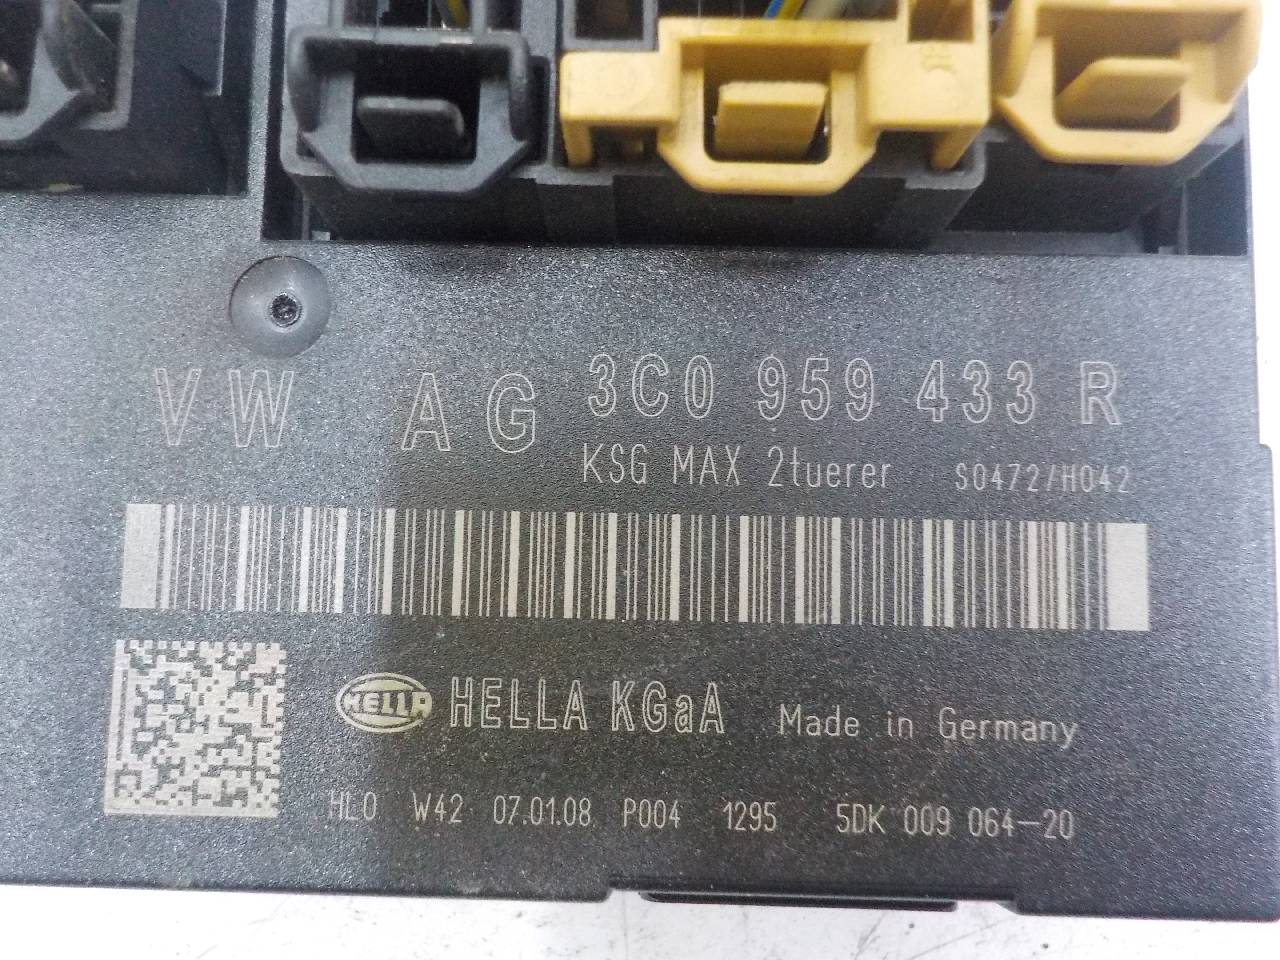 VW AG 3C0 959 433 R
KSG MAX 2tuerer S0472/H042
HELLA HELLA KGaA Made in Germany
HLO W42 07.01.08 P004 1295 5DK 009 064-20